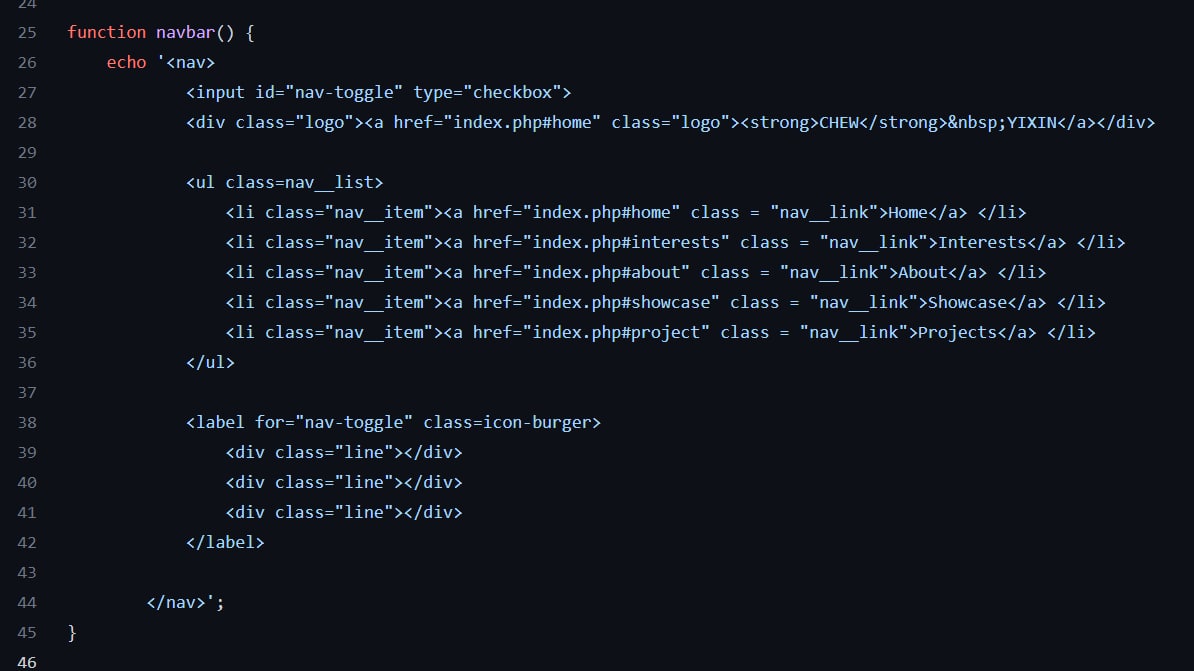 24
25 function navbar() {
26 echo '<nav>
27 <input id="nav-toggle" type="checkbox">
28 <div class="logo"><a href="index.php#home" class="logo"><strong>CHEW</strong>&nbsp;YIXIN</a></div>
29
30 <ul class=nav__list>
31 <li class="nav__item"><a href="index.php#home" class = "nav__link">Home</a> </li>
32 <li class="nav__item"><a href="index.php#interests" class = "nav__link">Interests</a> </li>
33 <li class="nav__item"><a href="index.php#about" class = "nav__link">About</a> </li>
34 <li class="nav__item"><a href="index.php#showcase" class = "nav__link">Showcase</a> </li>
35 <li class="nav__item"><a href="index.php#project" class = "nav__link">Projects</a> </li>
36 </ul>
37
38 <label for="nav-toggle" class=icon-burger>
39 <div class="line"></div>
40 <div class="line"></div>
41 <div class="line"></div>
42 </label>
43
44 </nav>';
45 }
46